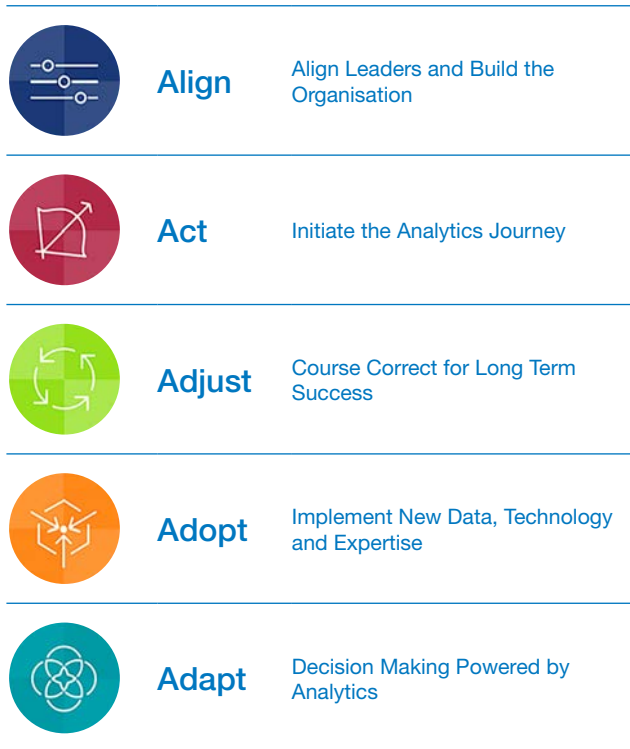 Align
Align Leaders and Build the
Organisation
Act
Initiate the Analytics Journey
Adjust
Course Correct for Long Term
Success
Adopt
Implement New Data, Technology
and Expertise
Adapt
Decision Making Powered by
Analytics